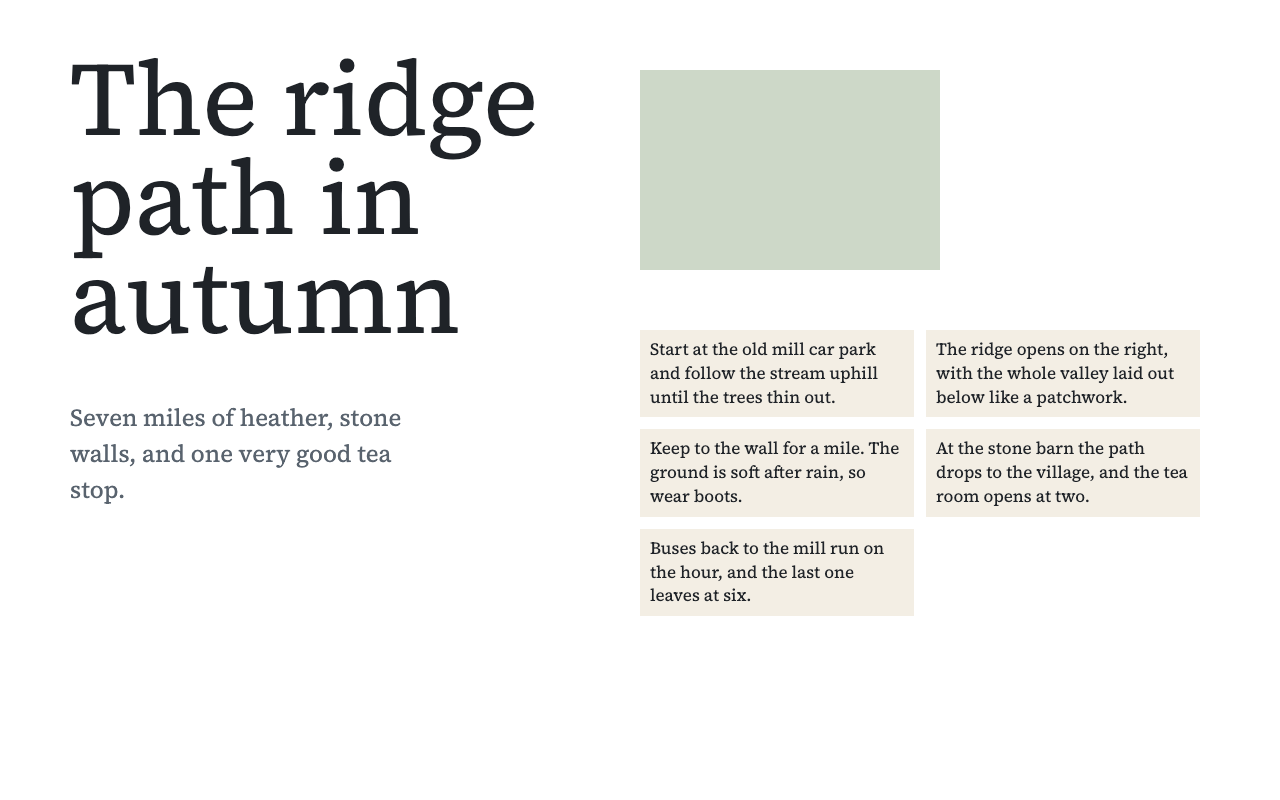 The ridge
path in
autumn
Seven miles of heather, stone
walls, and one very good tea
stop.
Start at the old mill car park
and follow the stream uphill
until the trees thin out.
The ridge opens on the right,
with the whole valley laid out
below like a patchwork.
Keep to the wall for a mile. The
ground is soft after rain, so
wear boots.
At the stone barn the path
drops to the village, and the tea
room opens at two.
Buses back to the mill run on
the hour, and the last one
leaves at six.